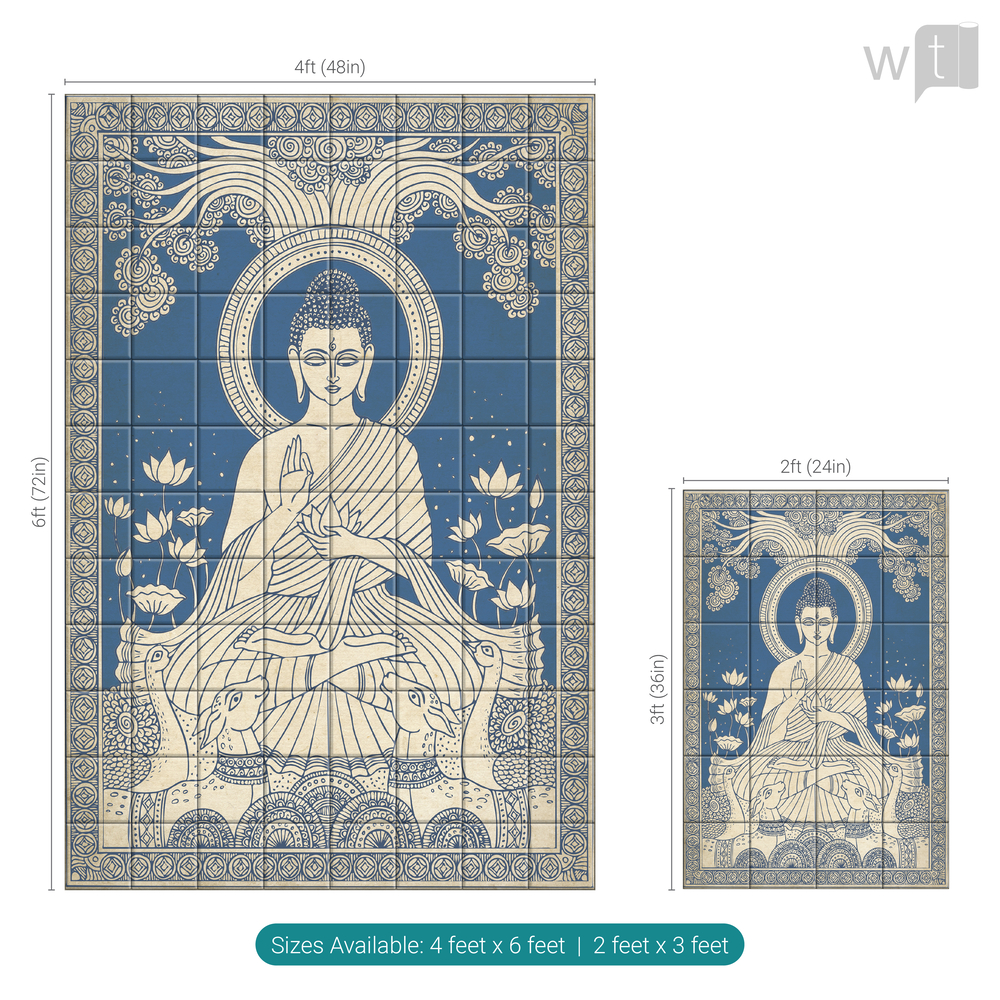 wt
4ft (48in)
6ft (72in)
2ft (24in)
3ft (36in)
Sizes Available: 4 feet x 6 feet | 2 feet x 3 feet